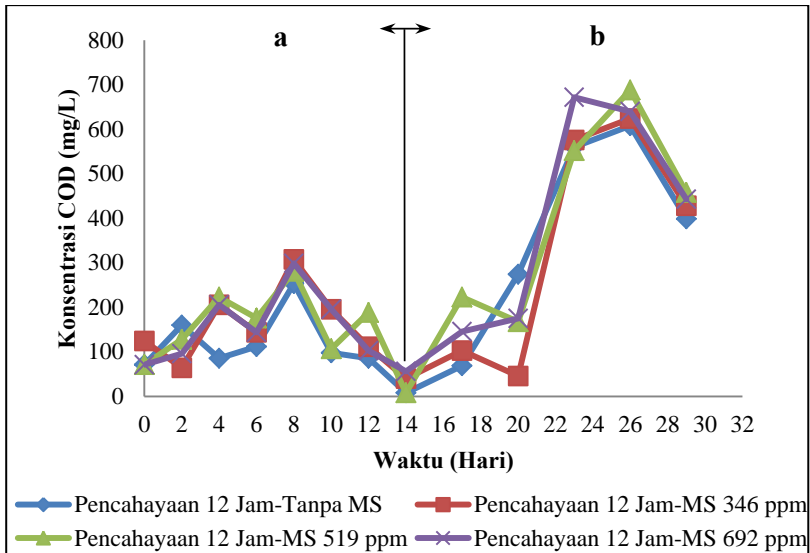 a b
800
700
600
500
400
300
200
100
0
Konsentrasi COD (mg/L)
0 2 4 6 8 10 12 14 16 18 20 22 24 26 28 30 32
Waktu (Hari)
Pencahayaan 12 Jam-Tanpa MS Pencahayaan 12 Jam-MS 346 ppm
Pencahayaan 12 Jam-MS 519 ppm Pencahayaan 12 Jam-MS 692 ppm